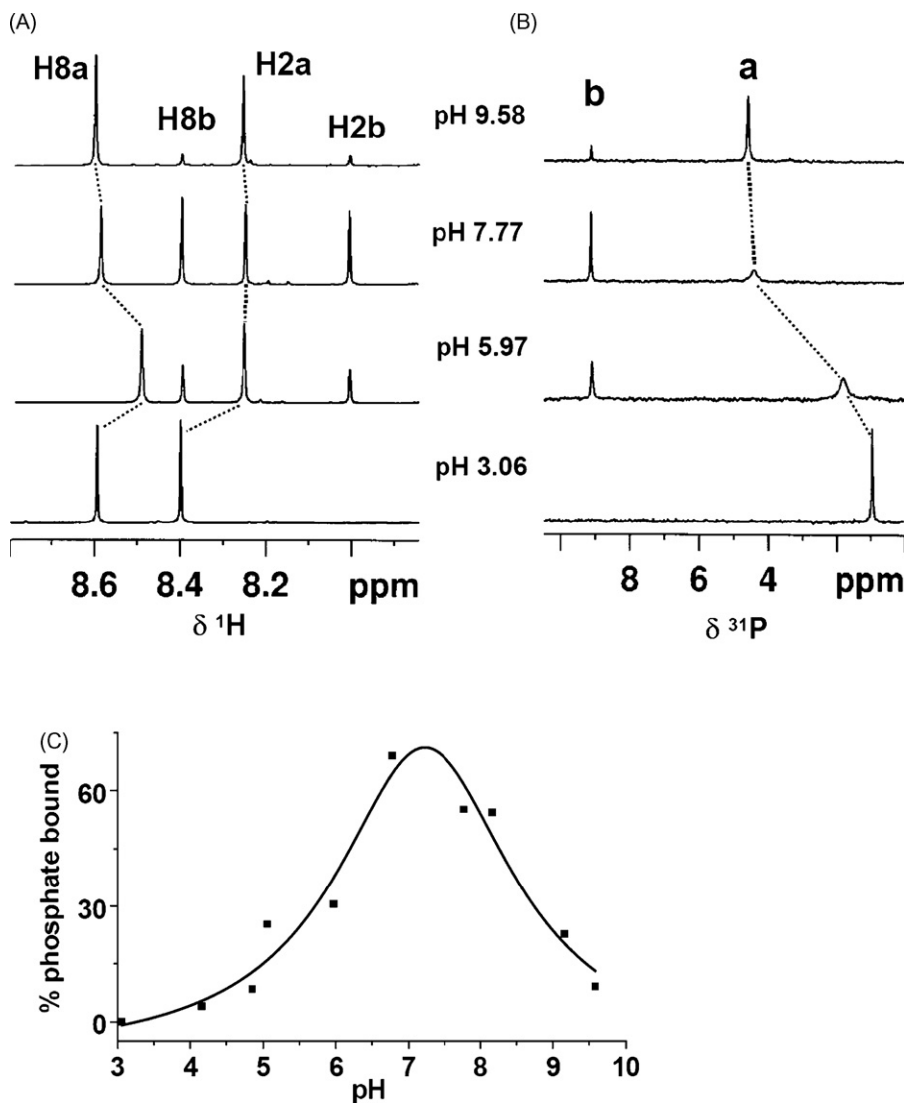 (A)
H8a
H8b
H2a
H2b
(B)
b
a
pH 9.58
pH 7.77
pH 5.97
pH 3.06
8.6
8.4
8.2
ppm
δ ¹H
8
6
4
ppm
δ ³¹P
(C)
% phosphate bound
60
30
0
3
4
5
6
7
8
9
10
pH